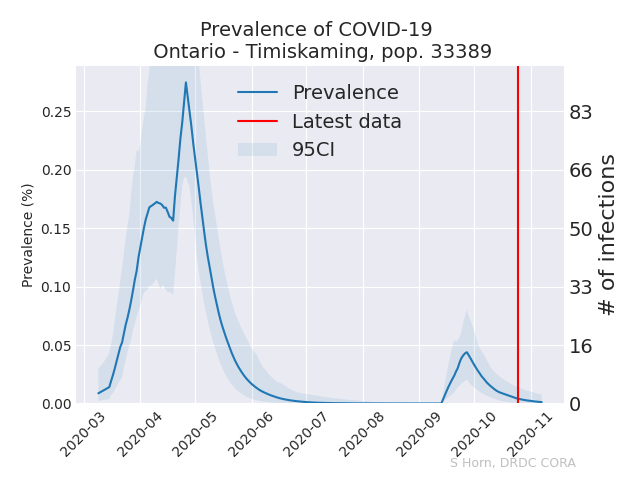 Prevalence of COVID-19
Ontario - Timiskaming, pop. 33389
Prevalence
Latest data
95CI
Prevalence (%)
0.25
0.20
0.15
0.10
0.05
0.00
83
66
50
33
16
0
# of infections
2020-03
2020-04
2020-05
2020-06
2020-07
2020-08
2020-09
2020-10
2020-11
S Horn, DRDC CORA